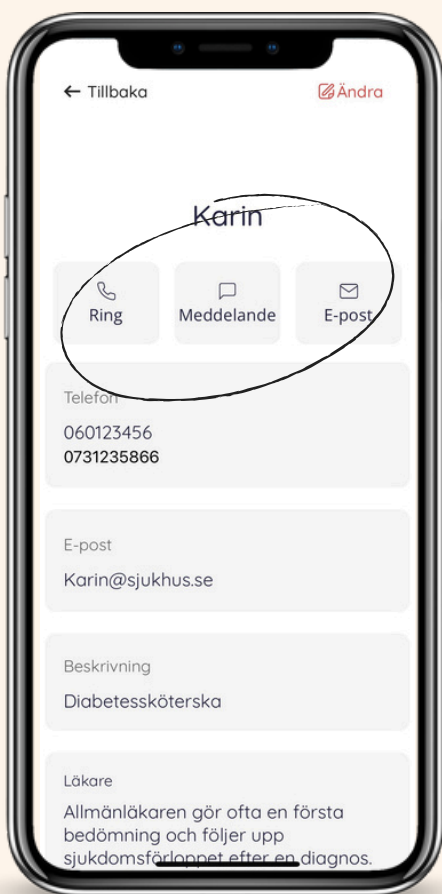 ← Tillbaka
Ändra
Karin
Ring
Meddelande
E-post
Telefon
060123456
0731235866
E-post
Karin@sjukhus.se
Beskrivning
Diabetessköterska
Läkare
Allmänläkaren gör ofta en första
bedömning och följer upp
sjukdomsförloppet efter en diagnos.